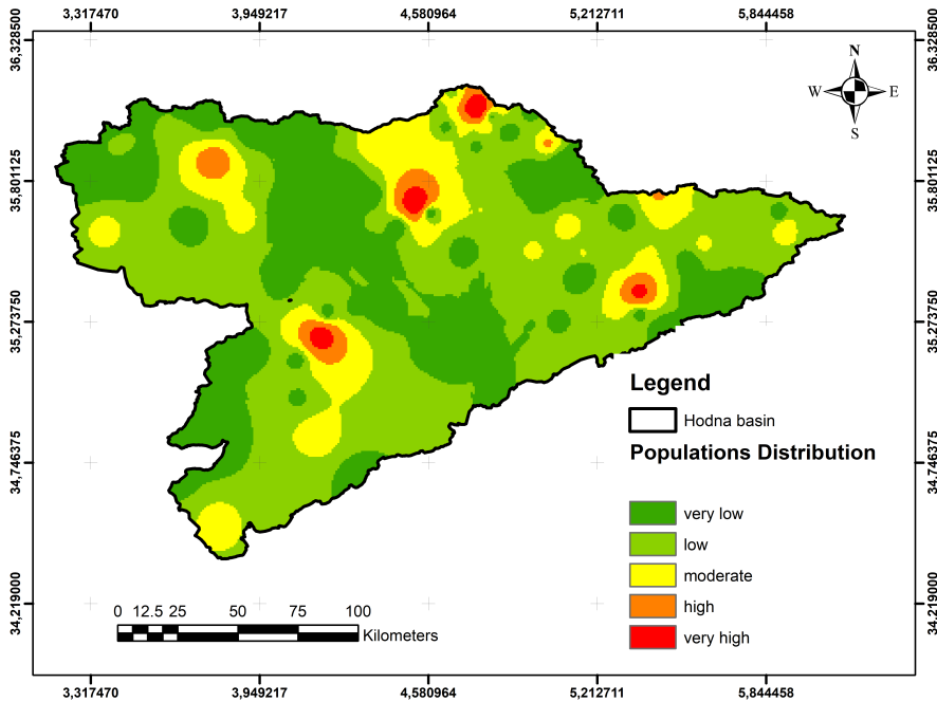 3,317470 3,949217 4,580964 5,212711 5,844458
36,328500 36,328500
N
W E
S
35,801125 35,801125
35,273750 35,273750
Legend
Hodna basin
Populations Distribution
34,746375 34,746375
very low
low
moderate
high
very high
34,219000 34,219000
0 12.5 25 50 75 100
Kilometers
3,317470 3,949217 4,580964 5,212711 5,844458